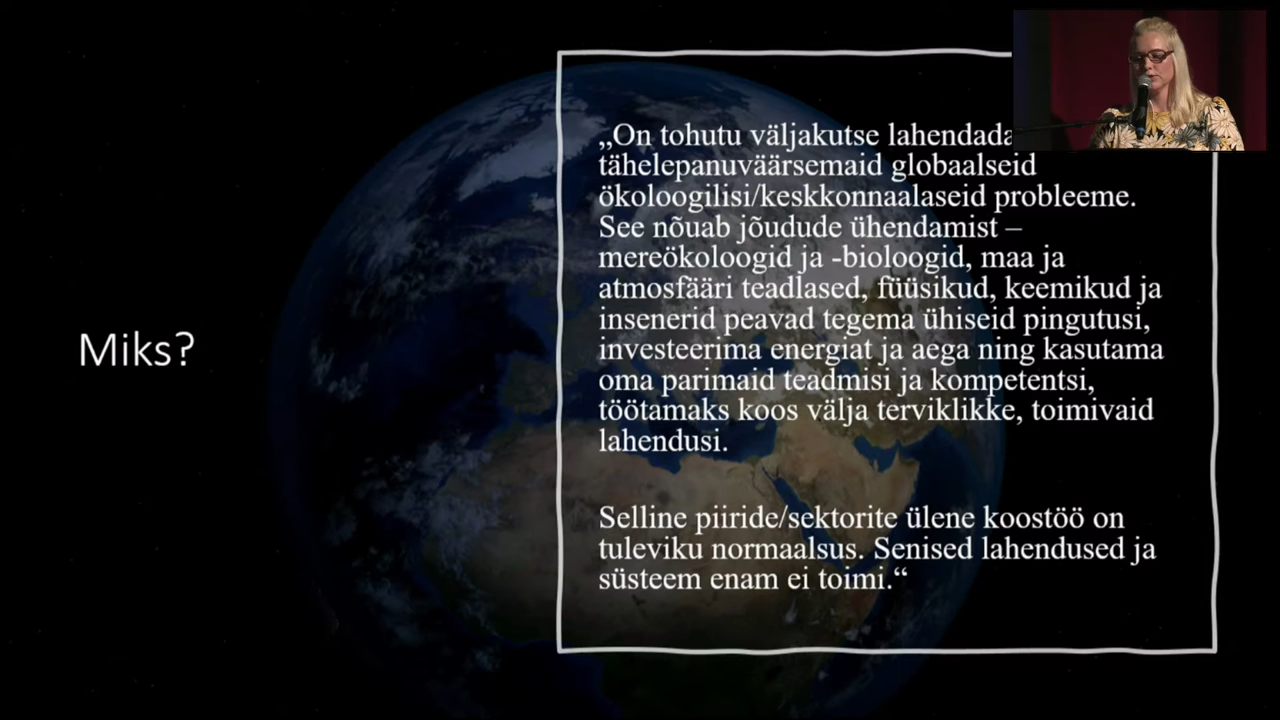 Miks?
„On tohutu väljakutse lahendada
tähelepanuväärsemaid globaalseid
ökoloogilisi/keskkonnaalaseid probleeme.
See nõuab jõudude ühendamist –
mereökoloogid ja -bioloogid, maa ja
atmosfääri teadlased, füüsikud, keemikud ja
insenerid peavad tegema ühiseid pingutusi,
investeerima energiat ja aega ning kasutama
oma parimaid teadmisi ja kompetentsi,
töötamaks koos välja terviklikke, toimivaid
lahendusi.
Selline piiride/sektorite ülene koostöö on
tuleviku normaalsus. Senised lahendused ja
süsteem enam ei toimi.“